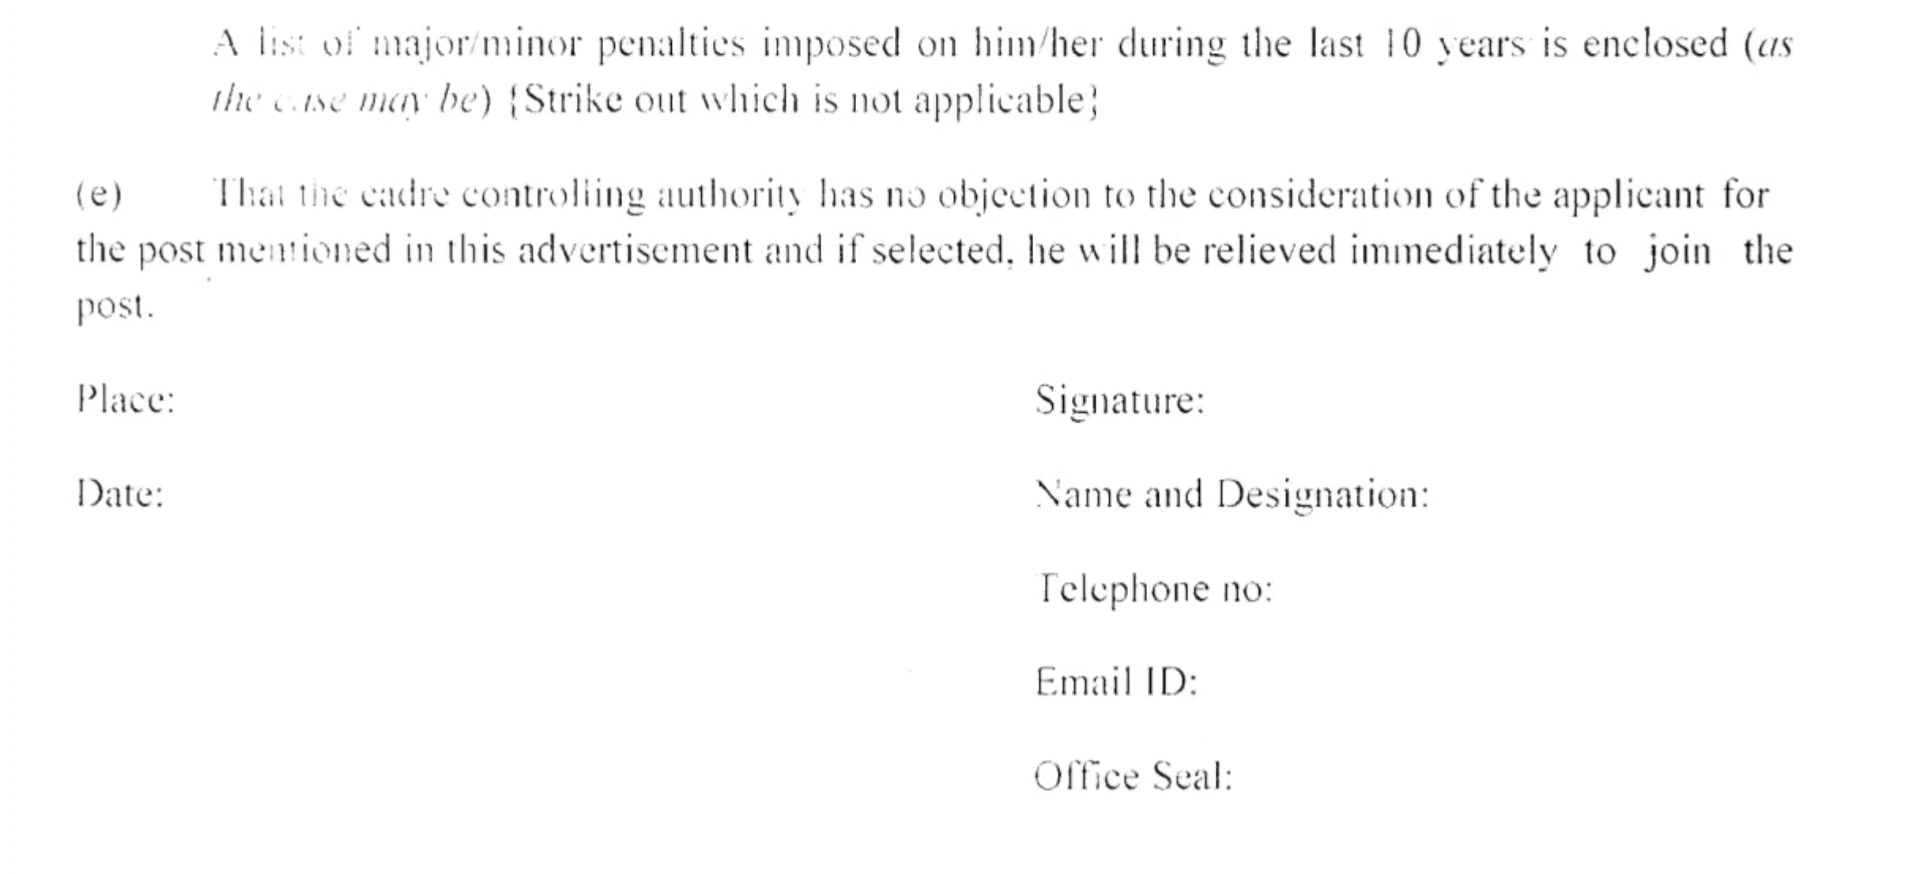 A list of major/minor penalties imposed on him/her during the last 10 years is enclosed (as
the case may be) {Strike out which is not applicable}
(e) That the cadre controlling authority has no objection to the consideration of the applicant for
the post mentioned in this advertisement and if selected, he will be relieved immediately to join the
post.
Place: Signature:
Date: Name and Designation:
Telephone no:
Email ID:
Office Seal: